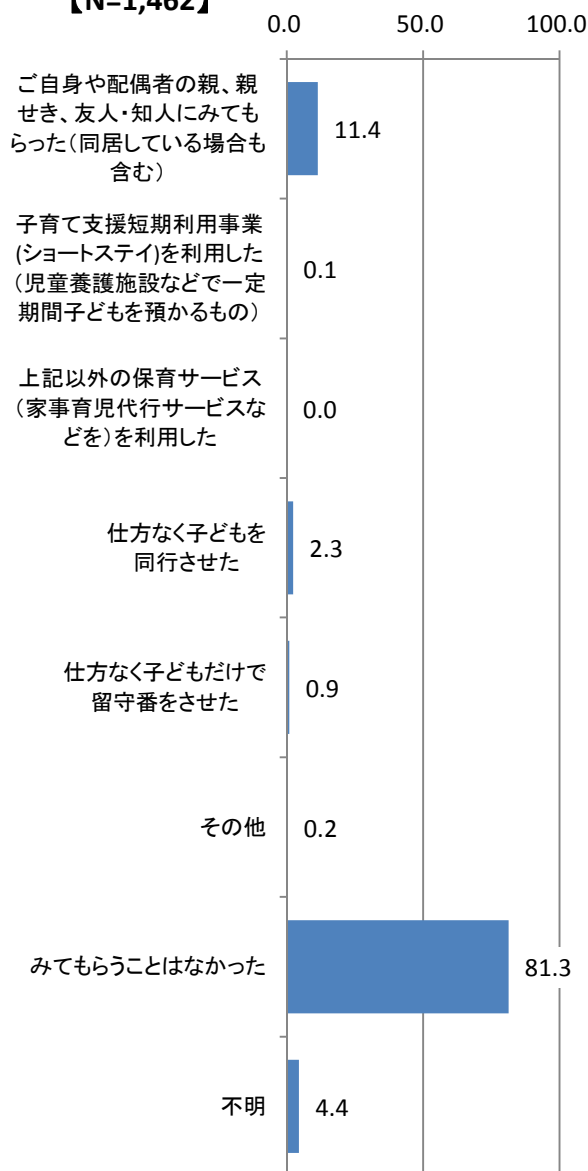 【N=1,462】
0.0 50.0 100.0
ご自身や配偶者の親、親
せき、友人・知人にみても
らった（同居している場合も
含む）
11.4
子育て支援短期利用事業
(ショートステイ)を利用した
（児童養護施設などで一定
期間子どもを預かるもの）
0.1
上記以外の保育サービス
（家事育児代行サービスな
どを）を利用した
0.0
仕方なく子どもを
同行させた
2.3
仕方なく子どもだけで
留守番をさせた
0.9
その他
0.2
みてもらうことはなかった
81.3
不明
4.4